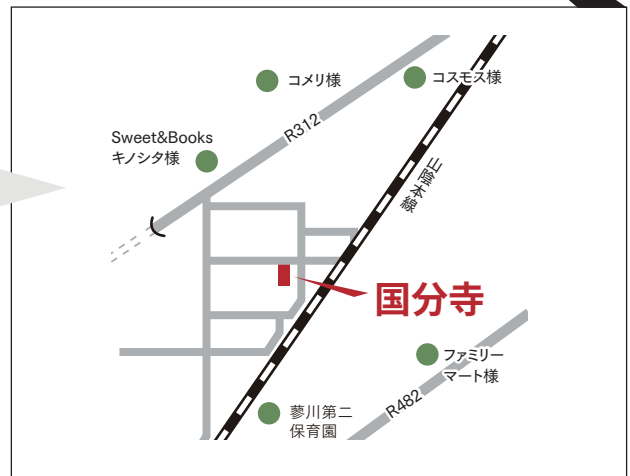 コメリ様
コスモス様
R312
Sweet&Books
キノシタ様
山陰本線
国分寺
ファミリー
マート様
R482
蓼川第二
保育園